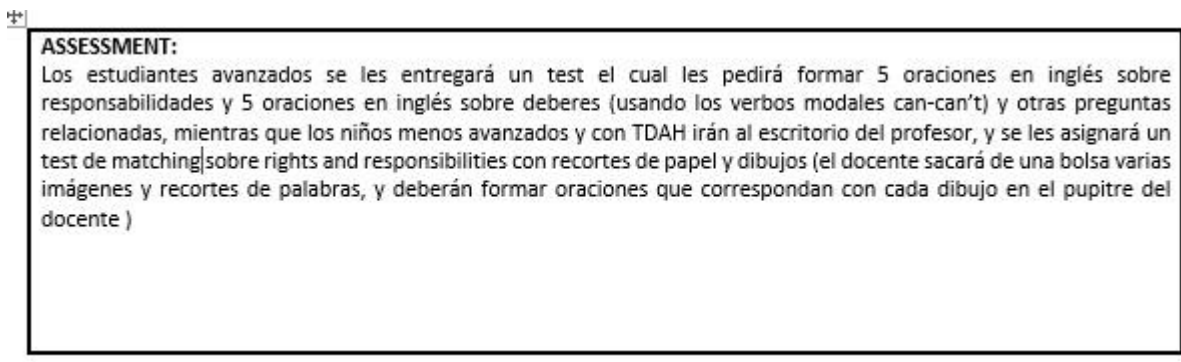 ASSESSMENT:
Los estudiantes avanzados se les entregará un test el cual les pedirá formar 5 oraciones en inglés sobre
responsabilidades y 5 oraciones en inglés sobre deberes (usando los verbos modales can-can’t) y otras preguntas
relacionadas, mientras que los niños menos avanzados y con TDAH irán al escritorio del profesor, y se les asignará un
test de matching sobre rights and responsibilities con recortes de papel y dibujos (el docente sacará de una bolsa varias
imágenes y recortes de palabras, y deberán formar oraciones que correspondan con cada dibujo en el pupitre del
docente )